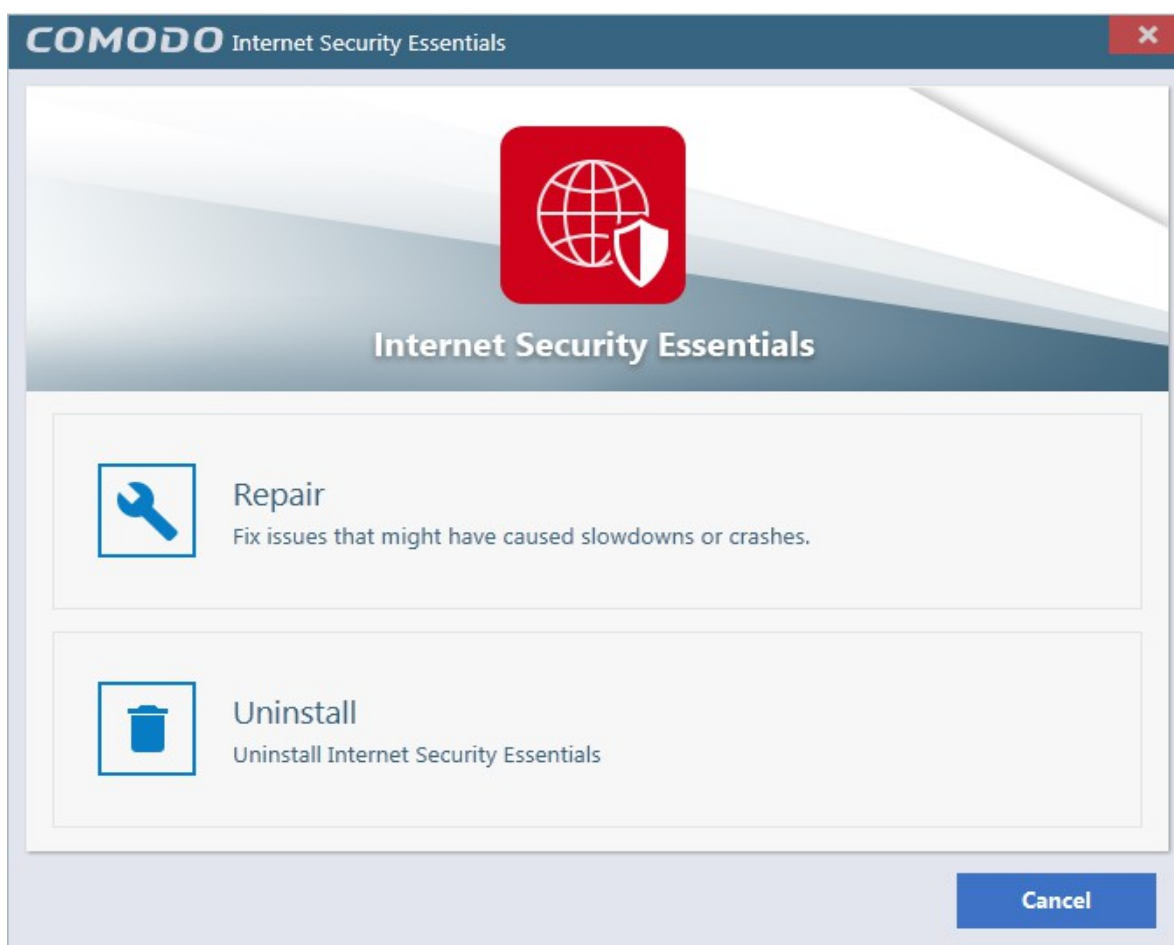 COMODO Internet Security Essentials
Internet Security Essentials
Repair
Fix issues that might have caused slowdowns or crashes.
Uninstall
Uninstall Internet Security Essentials
Cancel